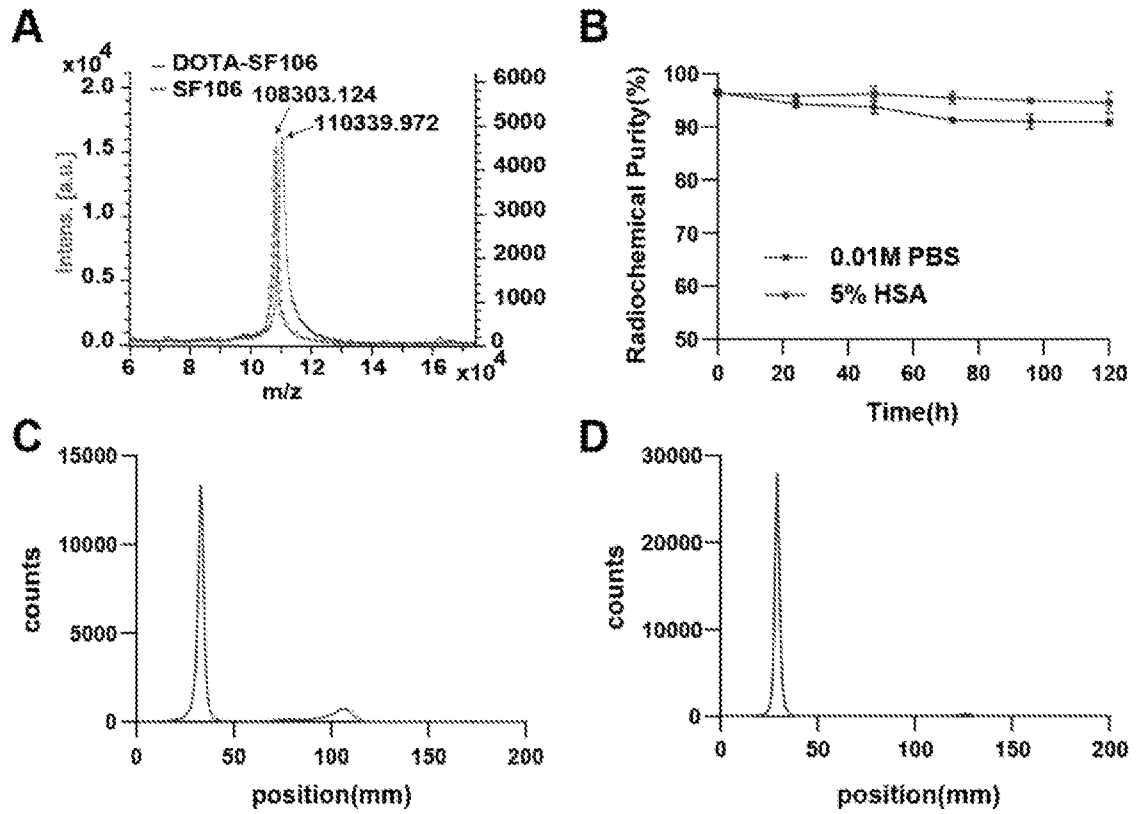 A
x10^4
DOTA-SF106
SF106
108303.124
110339.972
Intens. [a.u.]
2.0
1.5
1.0
0.5
0.0
6000
5000
4000
3000
2000
1000
0
6 8 10 12 14 16 x10^4
m/z
B
Radiochemical Purity(%)
100
90
80
70
60
50
0.01M PBS
5% HSA
0 20 40 60 80 100 120
Time(h)
C
counts
15000
10000
5000
0
0 50 100 150 200
position(mm)
D
counts
30000
20000
10000
0
0 50 100 150 200
position(mm)